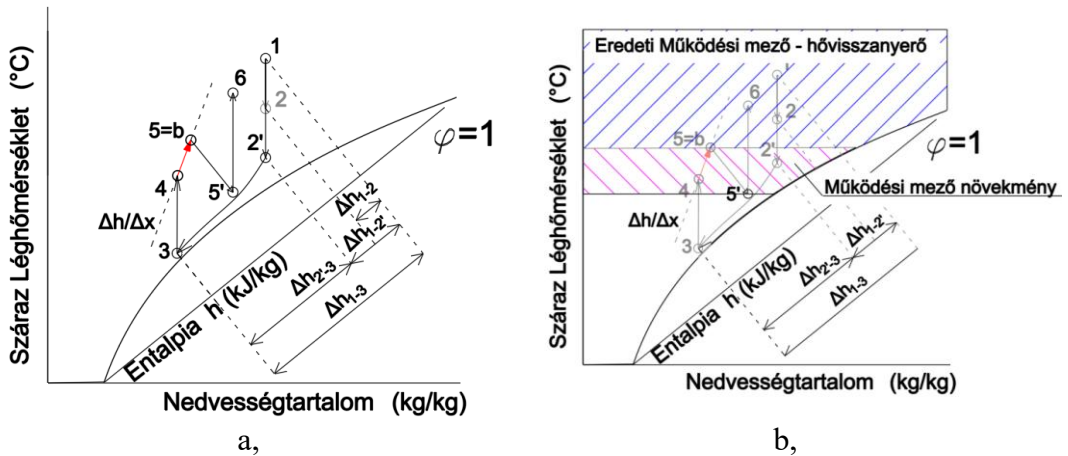 Száraz Léghőmérséklet (°C)
1
6
2
5=b
2'
φ=1
4
5'
Δh/Δx
3
Δh1-2
Δh1-2'
Δh2'-3
Δh1-3
Entalpia h (kJ/kg)
Nedvességtartalom (kg/kg)
a,
Száraz Léghőmérséklet (°C)
Eredeti Működési mező - hővisszanyerő
1
6
2
5=b
2'
φ=1
4
5'
Működési mező növekmény
Δh/Δx
3
Δh1-2'
Δh2'-3
Δh1-3
Entalpia h (kJ/kg)
Nedvességtartalom (kg/kg)
b,